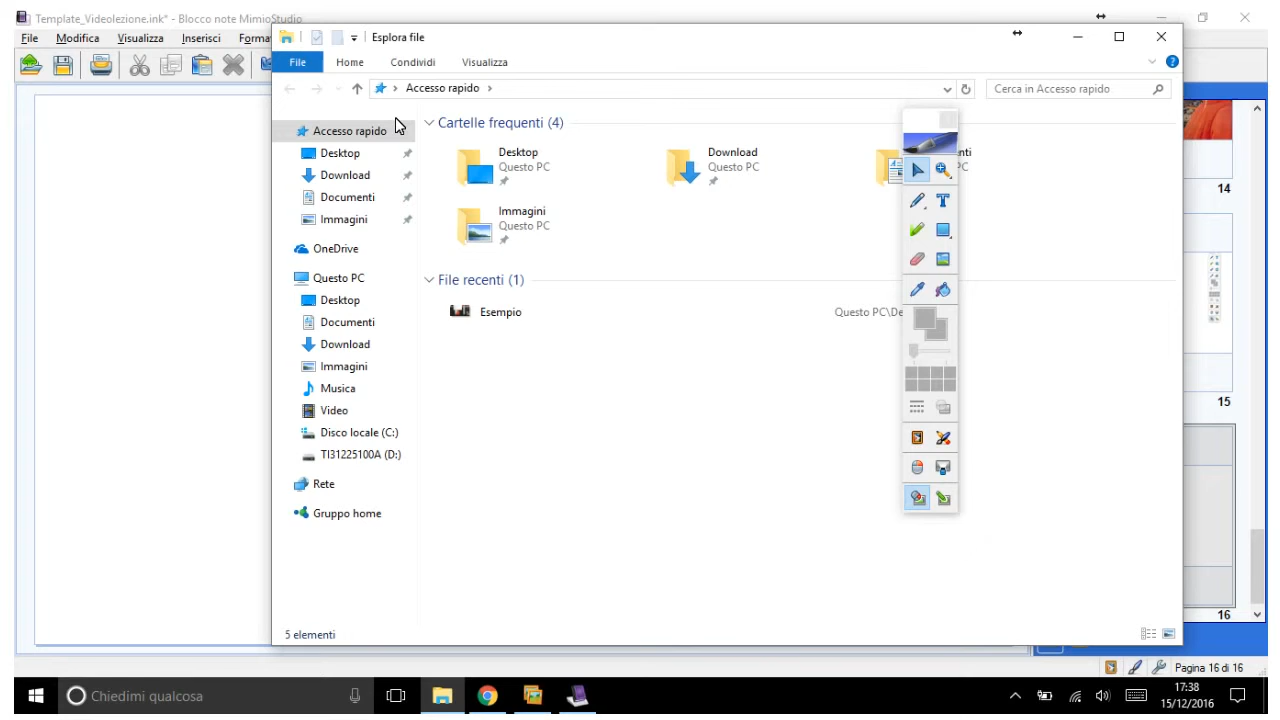 Template_Videolezione.ink* - Blocco note MimioStudio
File Modifica Visualizza Inserisci Forma
Esplora file
File Home Condividi Visualizza
Accesso rapido
Cerca in Accesso rapido
Accesso rapido
Desktop
Download
Documenti
Immagini
OneDrive
Questo PC
Desktop
Documenti
Download
Immagini
Musica
Video
Disco locale (C:)
TI31225100A (D:)
Rete
Gruppo home
Cartelle frequenti (4)
Desktop
Questo PC
Download
Questo PC
nti
PC
Immagini
Questo PC
File recenti (1)
Esempio
Questo PC\De
T
5 elementi
14
15
16
Pagina 16 di 16
Chiedimi qualcosa
17:38
15/12/2016